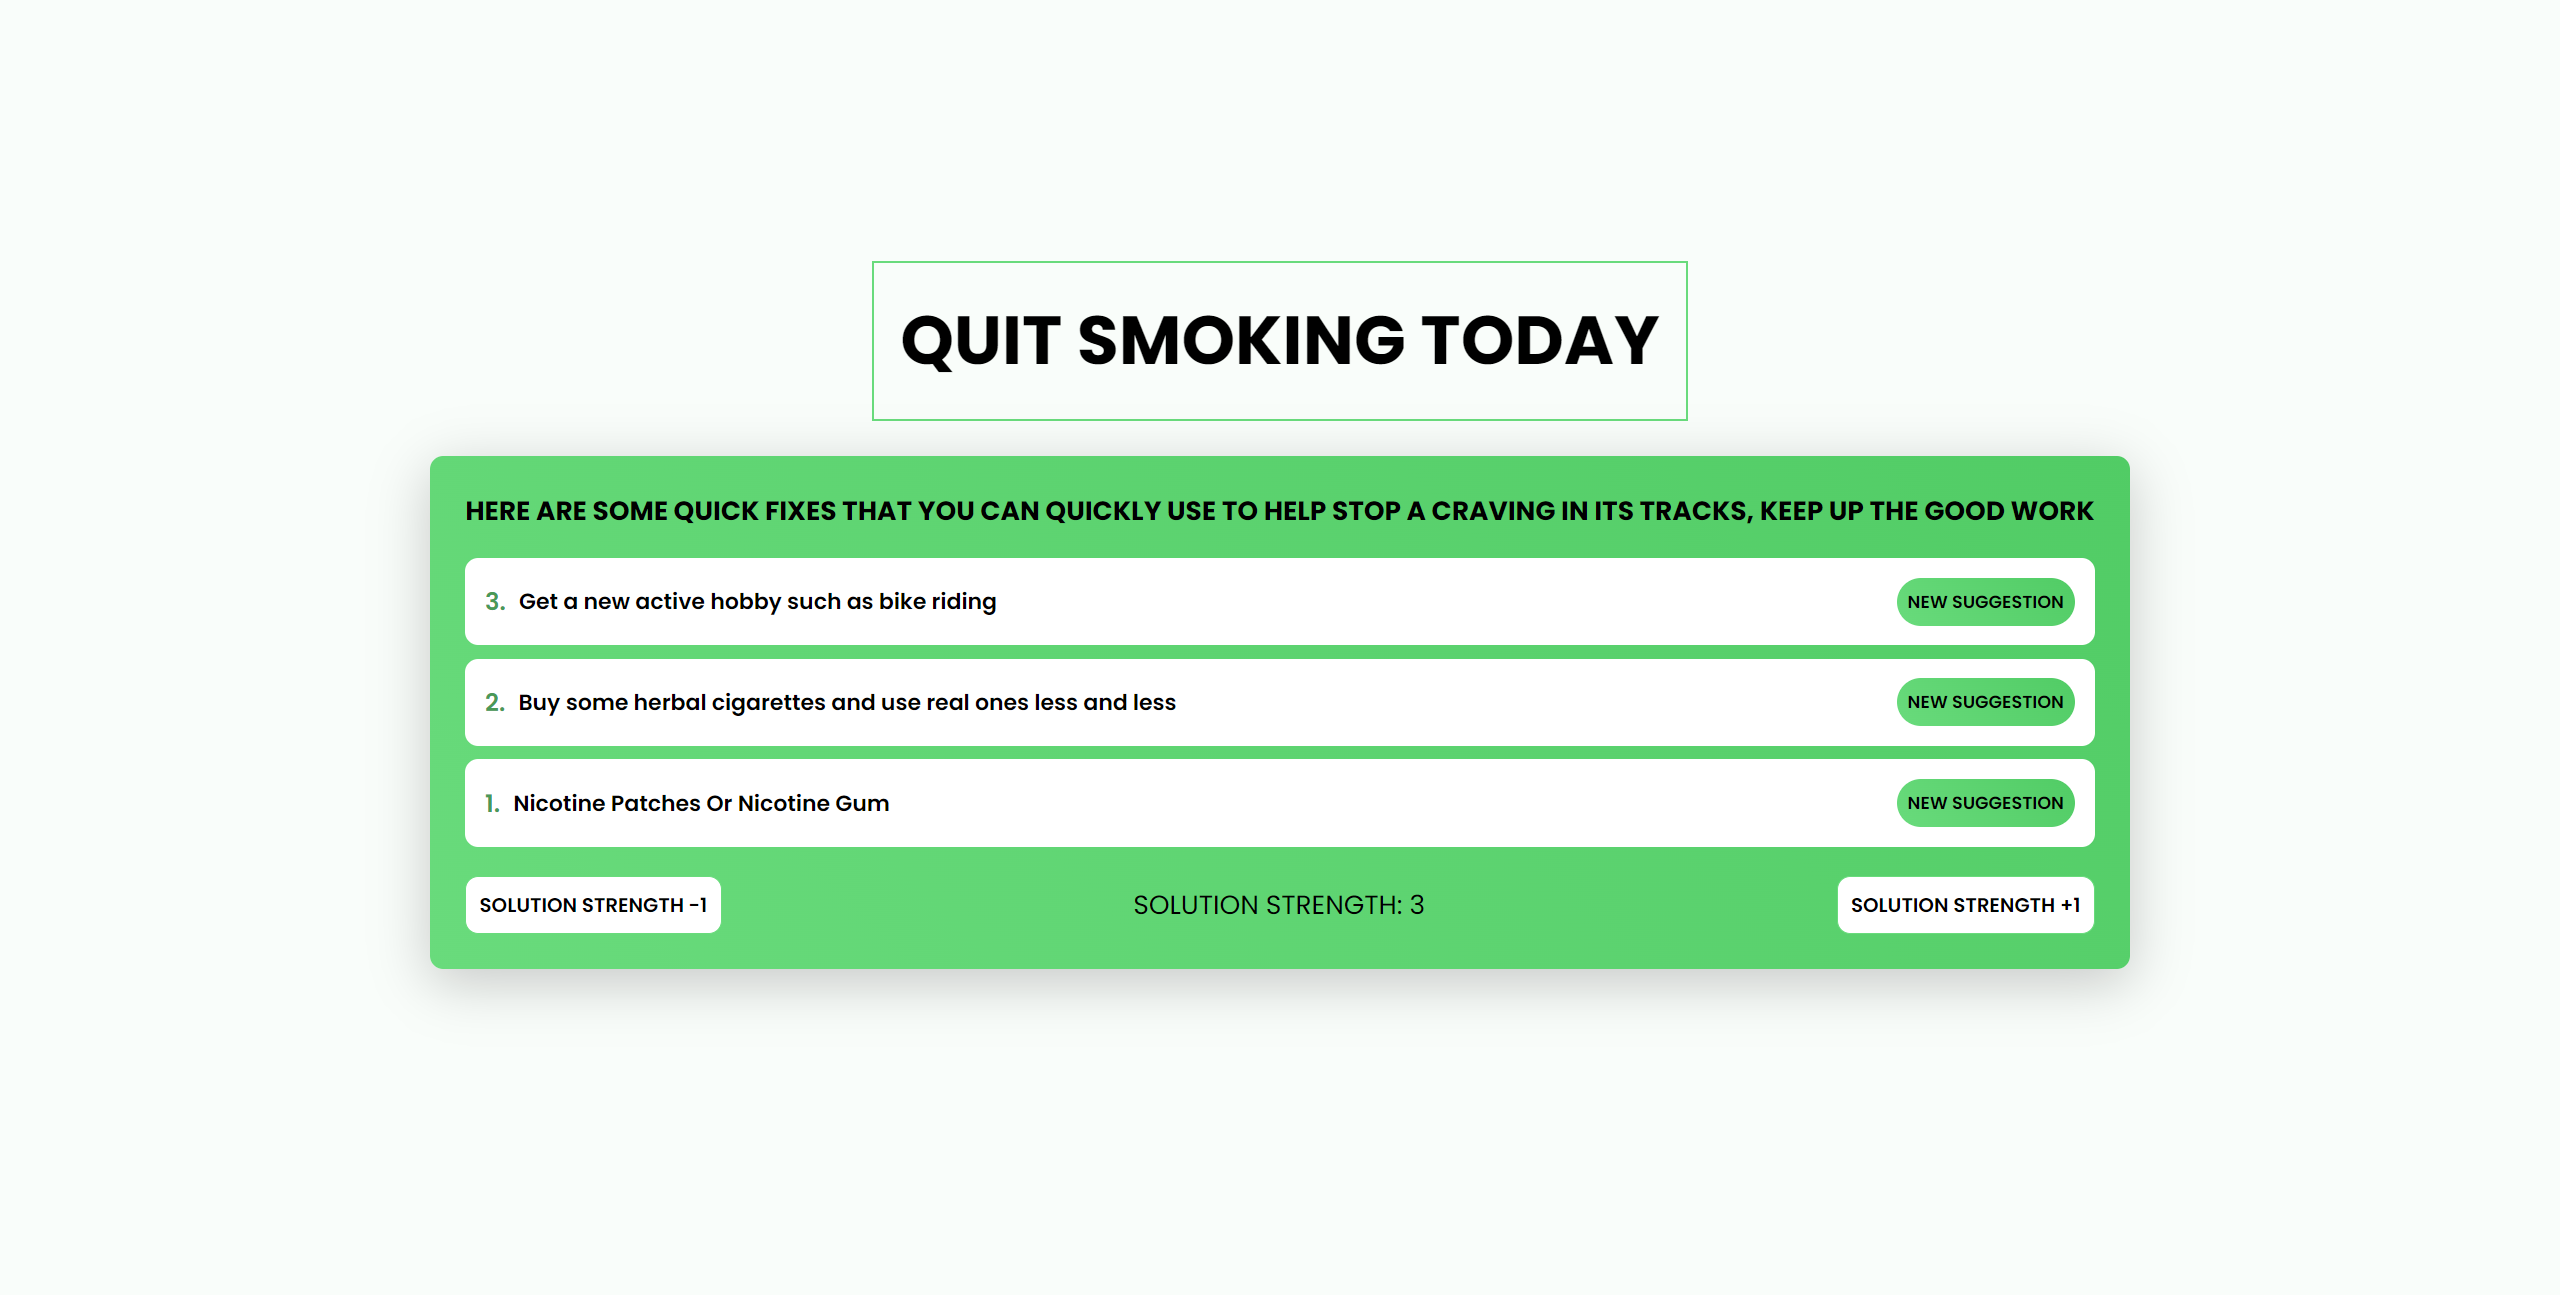 QUIT SMOKING TODAY
HERE ARE SOME QUICK FIXES THAT YOU CAN QUICKLY USE TO HELP STOP A CRAVING IN ITS TRACKS, KEEP UP THE GOOD WORK
3. Get a new active hobby such as bike riding
NEW SUGGESTION
2. Buy some herbal cigarettes and use real ones less and less
NEW SUGGESTION
1. Nicotine Patches Or Nicotine Gum
NEW SUGGESTION
SOLUTION STRENGTH -1
SOLUTION STRENGTH: 3
SOLUTION STRENGTH +1